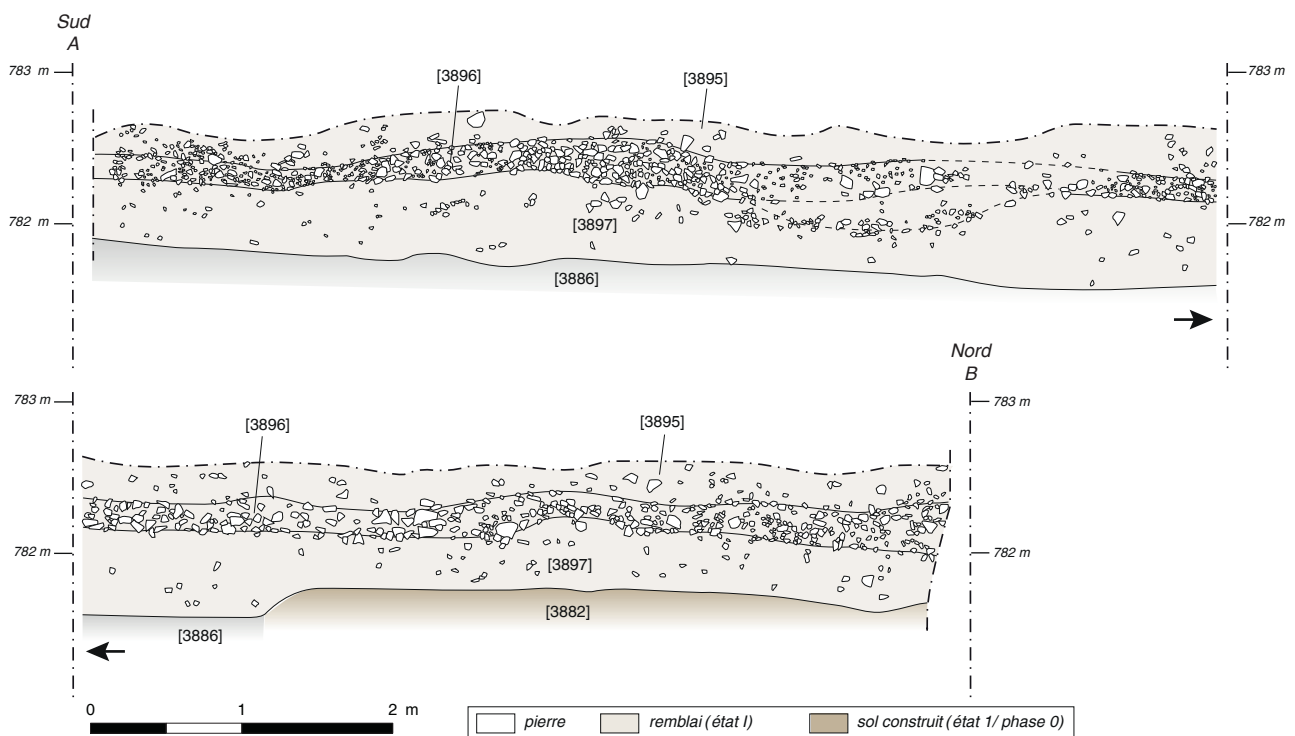 Sud
A
783 m
783 m
[3896]
[3895]
782 m
[3897]
782 m
[3886]
Nord
B
783 m
783 m
[3896]
[3895]
782 m
782 m
[3897]
[3882]
[3886]
0 1 2 m
pierre remblai (état I) sol construit (état 1/ phase 0)